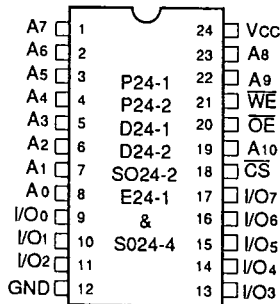 A7 1 24 VCC
A6 2 23 A8
A5 3 P24-1 22 A9
A4 4 P24-2 21 W̅E̅
A3 5 D24-1 20 O̅E̅
A2 6 D24-2 19 A10
A1 7 SO24-2 18 C̅S̅
A0 8 E24-1 17 I/O7
I/O0 9 & 16 I/O6
I/O1 10 S024-4 15 I/O5
I/O2 11 14 I/O4
GND 12 13 I/O3